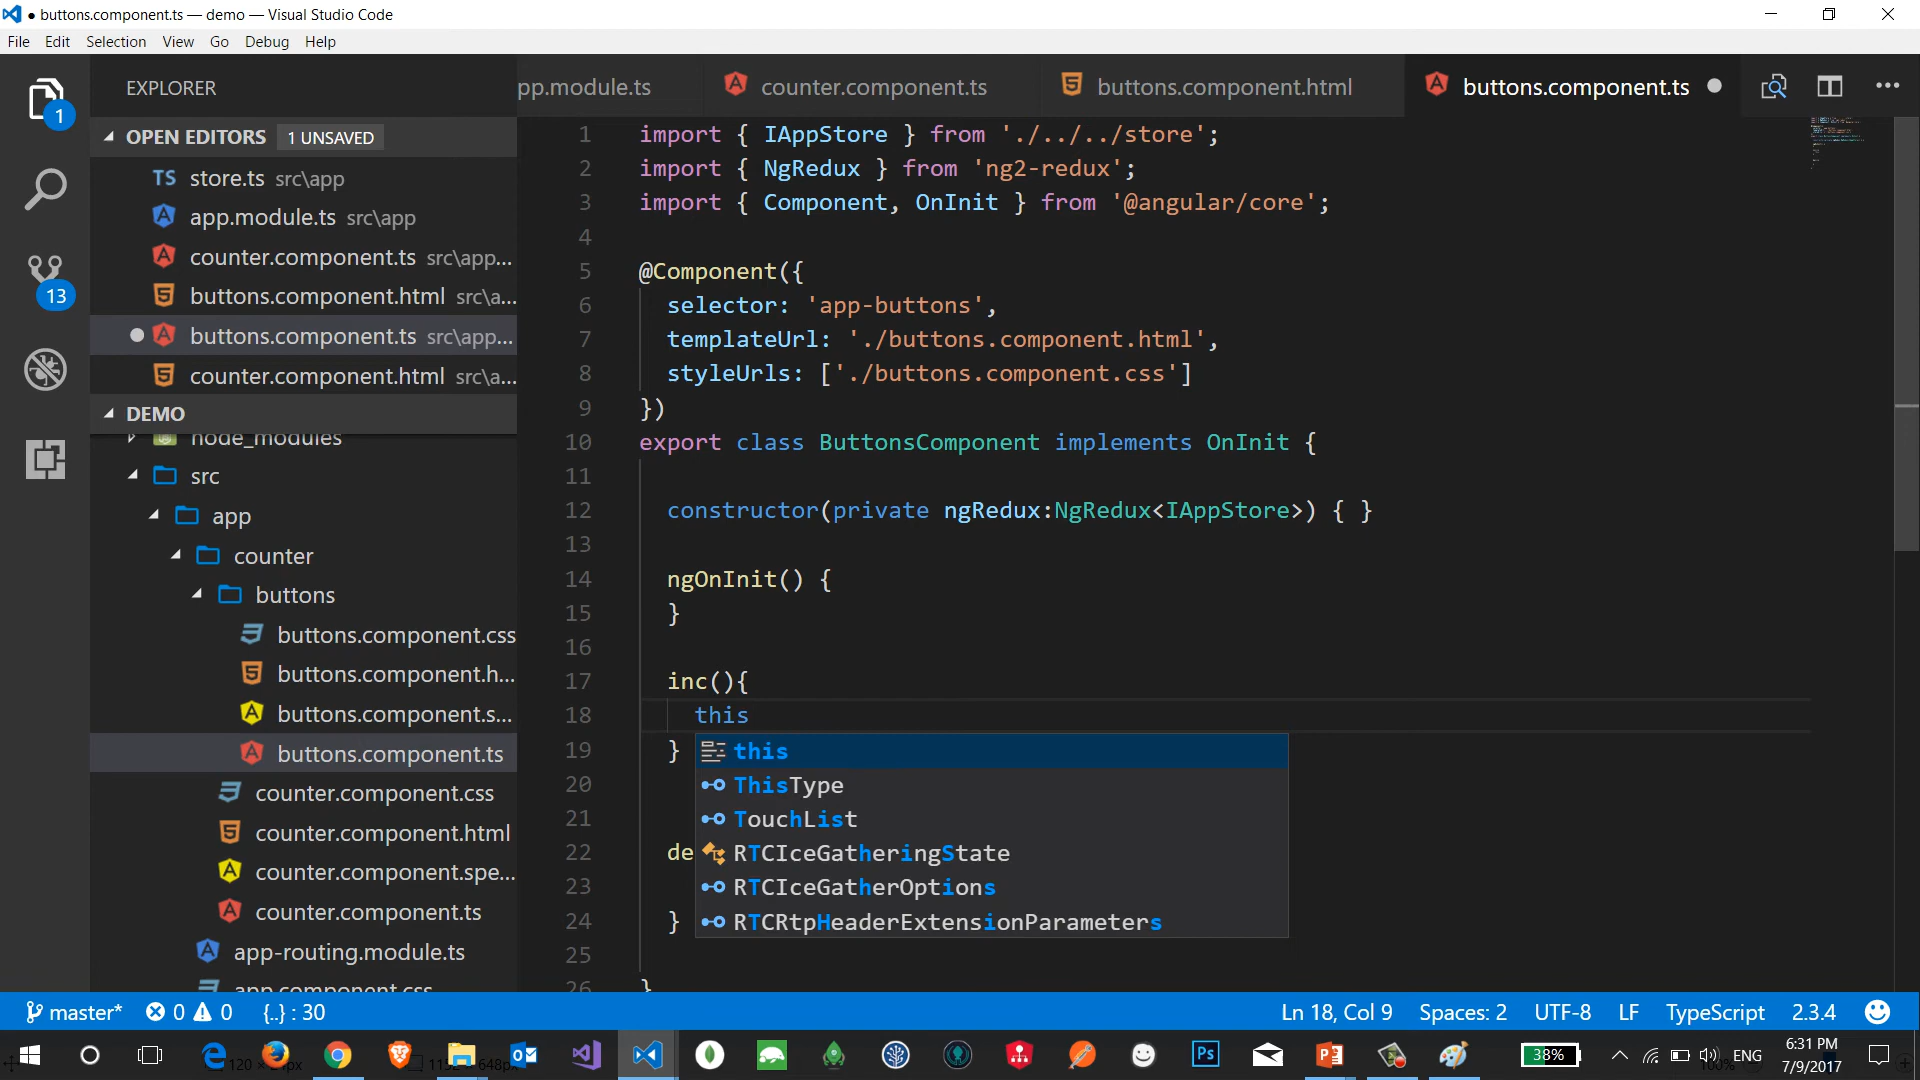 ● buttons.component.ts — demo — Visual Studio Code
File Edit Selection View Go Debug Help
EXPLORER
pp.module.ts counter.component.ts buttons.component.html buttons.component.ts
OPEN EDITORS 1 UNSAVED
TS store.ts src\app
app.module.ts src\app
counter.component.ts src\app...
buttons.component.html src\a...
buttons.component.ts src\app...
counter.component.html src\a...
DEMO
node_modules
src
app
counter
buttons
buttons.component.css
buttons.component.h...
buttons.component.s...
buttons.component.ts
counter.component.css
counter.component.html
counter.component.spe...
counter.component.ts
app-routing.module.ts
app.component.css
1
13
1 import { IAppStore } from './../../store';
2 import { NgRedux } from 'ng2-redux';
3 import { Component, OnInit } from '@angular/core';
4
5 @Component({
6 selector: 'app-buttons',
7 templateUrl: './buttons.component.html',
8 styleUrls: ['./buttons.component.css']
9 })
10 export class ButtonsComponent implements OnInit {
11
12 constructor(private ngRedux:NgRedux<IAppStore>) { }
13
14 ngOnInit() {
15 }
16
17 inc(){
18 this
19 }
20
21
22 de
23
24 }
25
26 }
this
ThisType
TouchList
RTCIceGatheringState
RTCIceGatherOptions
RTCRtpHeaderExtensionParameters
master* 0 0 {..} : 30 Ln 18, Col 9 Spaces: 2 UTF-8 LF TypeScript 2.3.4
38% ENG 6:31 PM
7/9/2017